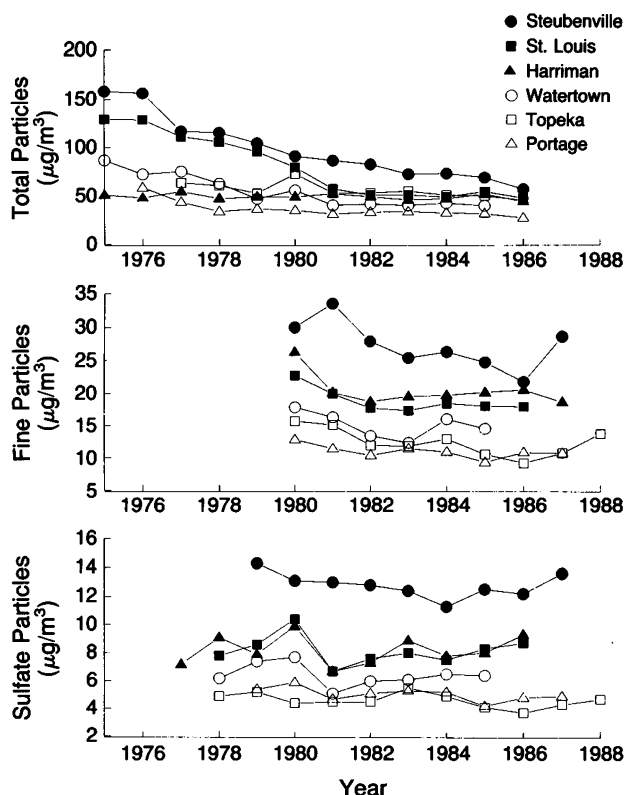 Steubenville
St. Louis
Harriman
Watertown
Topeka
Portage
Total Particles
(μg/m³)
200
150
100
50
0
1976 1978 1980 1982 1984 1986 1988
Fine Particles
(μg/m³)
35
30
25
20
15
10
5
1976 1978 1980 1982 1984 1986 1988
Sulfate Particles
(μg/m³)
16
14
12
10
8
6
4
2
1976 1978 1980 1982 1984 1986 1988
Year